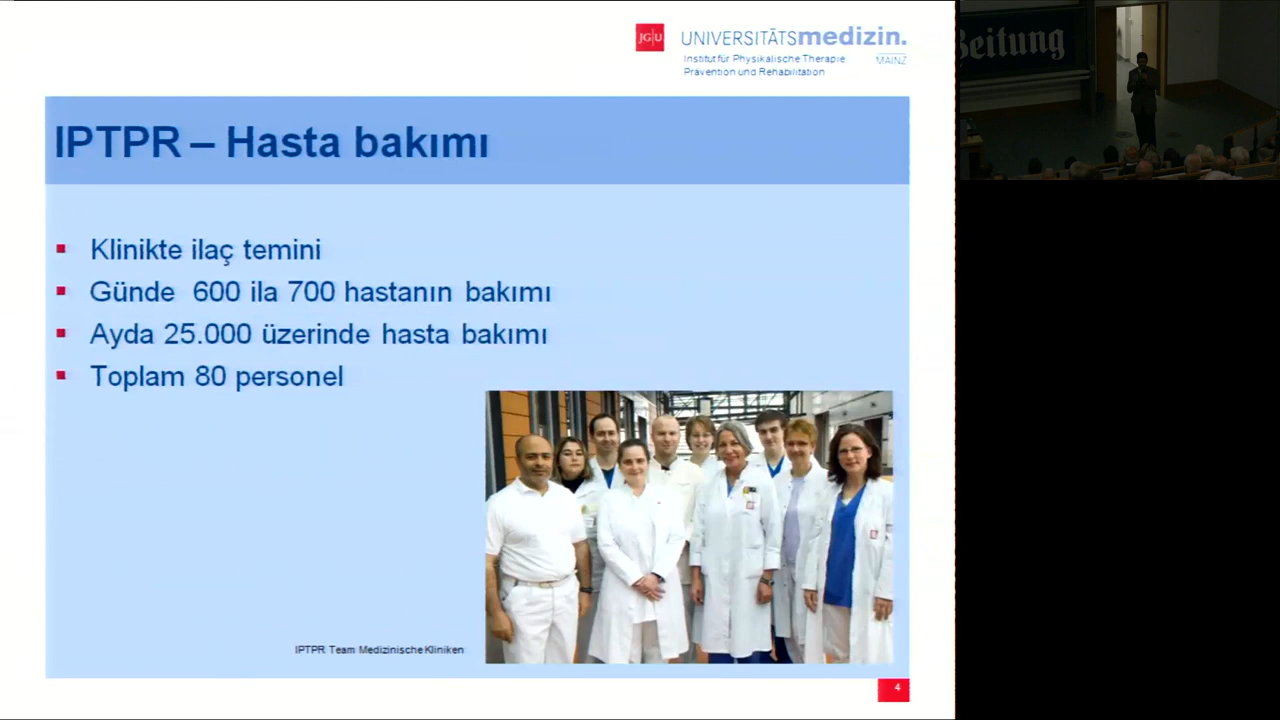 JG|U
UNIVERSITÄTSmedizin.
MAINZ
Institut für Physikalische Therapie
Prävention und Rehabilitation
IPTPR – Hasta bakımı
Klinikte ilaç temini
Günde 600 ila 700 hastanın bakımı
Ayda 25.000 üzerinde hasta bakımı
Toplam 80 personel
IPTPR Team Medizinische Kliniken
4
Zeitung